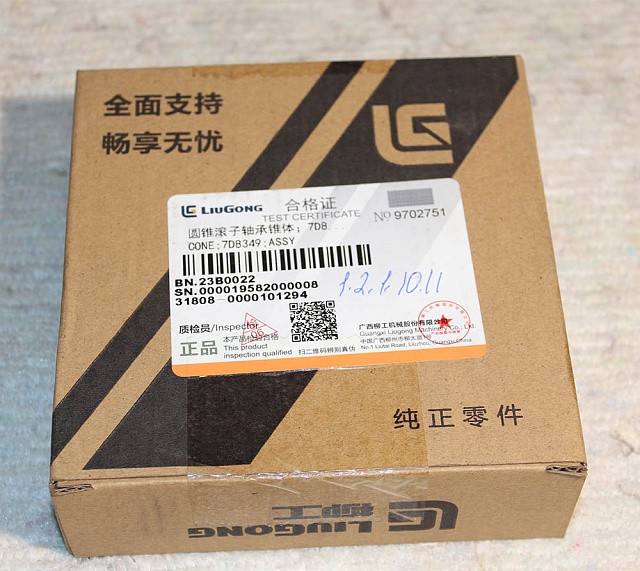 全面支持
畅享无忧
LG
LIUGONG 合格证
TEST CERTIFICATE № 9702751
圆锥滚子轴承锥体；7D8...
CONE;7D8349;ASSY
BN.23B0022
SN.000019582000008
31808-0000101294
1.2.1.10.11
质检员/Inspector
正品 本产品检验合格
This product
inspection qualified 扫二维码辨别真伪
广西柳工机械股份有限公司
Guangxi Liugong Machinery Co., Ltd.
中国广西柳州市柳太路1号
No.1 Liutai Road, Liuzhou, Guangxi, China
纯正零件
LIUGONG 柳工